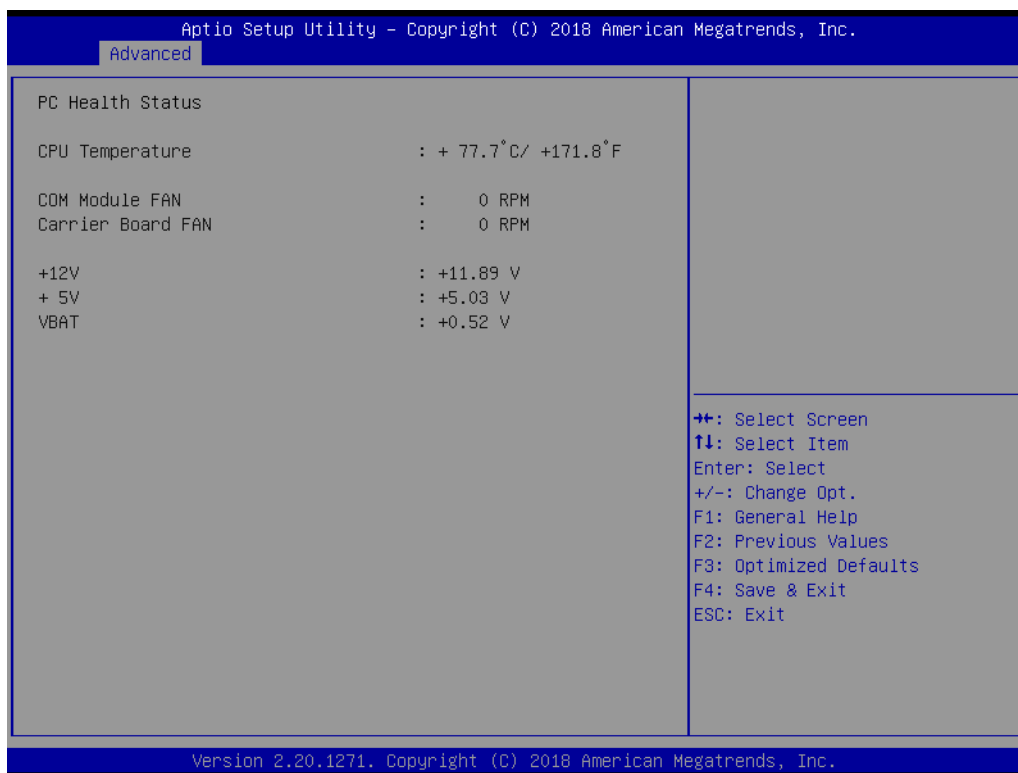 Aptio Setup Utility – Copyright (C) 2018 American Megatrends, Inc.
Advanced
PC Health Status
CPU Temperature : + 77.7°C/ +171.8°F
COM Module FAN : 0 RPM
Carrier Board FAN : 0 RPM
+12V : +11.89 V
+ 5V : +5.03 V
VBAT : +0.52 V
→←: Select Screen
↑↓: Select Item
Enter: Select
+/-: Change Opt.
F1: General Help
F2: Previous Values
F3: Optimized Defaults
F4: Save & Exit
ESC: Exit
Version 2.20.1271. Copyright (C) 2018 American Megatrends, Inc.